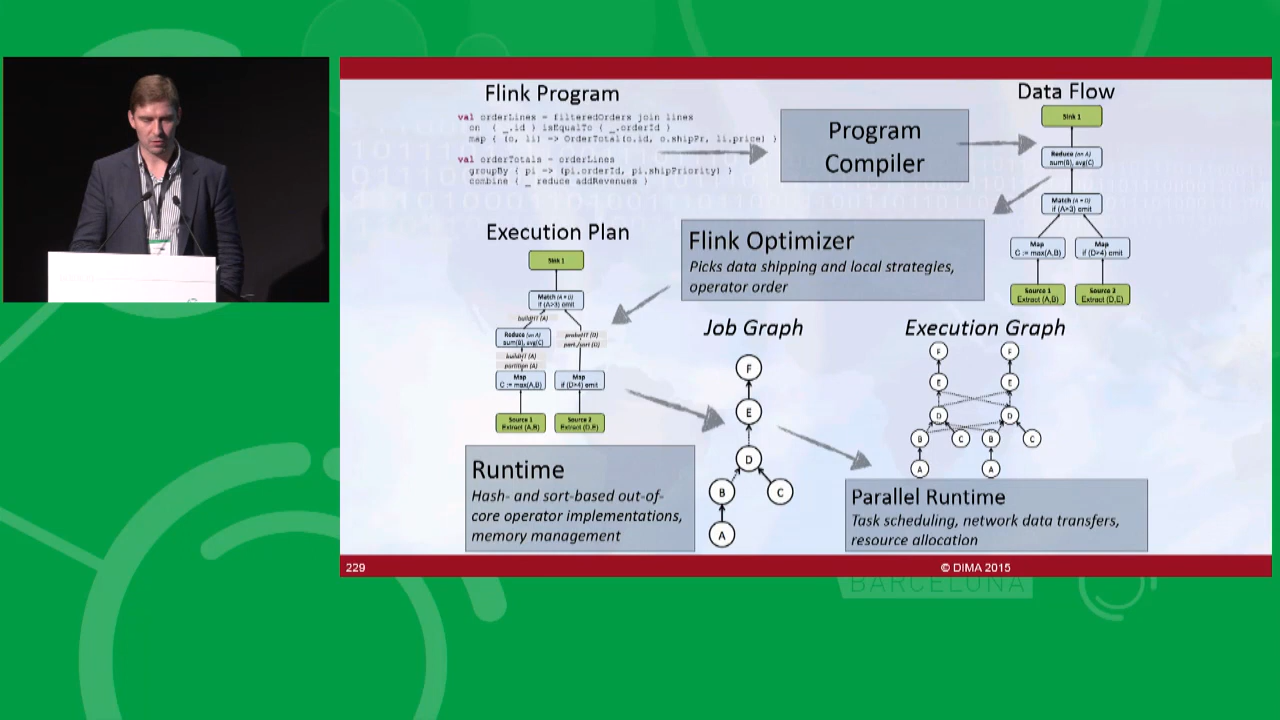 Flink Program
val orderLines = filteredOrders join lines
on { _.id } isEqualTo { _.orderId }
map { (o, li) => OrderTotal(o.id, o.shipPr, li.price) }
val orderTotals = orderLines
groupBy { pi => (pi.orderId, pi.shipPriority) }
combine { _ reduce addRevenues }
Program
Compiler
Data Flow
Sink 1
Reduce (on A)
sum(B), avg(C)
Match (A = D)
if (A>3) emit
Map
C := max(A,B)
Map
if (D>4) emit
Source 1
Extract (A,B)
Source 2
Extract (D,E)
Flink Optimizer
Picks data shipping and local strategies,
operator order
Execution Plan
Sink 1
Match (A = D)
if (A>3) emit
buildHT (A)
Reduce (on A)
sum(B), avg(C)
probeHT (D)
part./sort (D)
buildHT (A)
partition (A)
Map
C := max(A,B)
Map
if (D>4) emit
Source 1
Extract (A,B)
Source 2
Extract (D,E)
Job Graph
F
E
D
B
C
A
Execution Graph
F
F
E
E
D
D
B
C
B
C
A
A
Runtime
Hash- and sort-based out-of-
core operator implementations,
memory management
Parallel Runtime
Task scheduling, network data transfers,
resource allocation
229
© DIMA 2015
BARCELONA